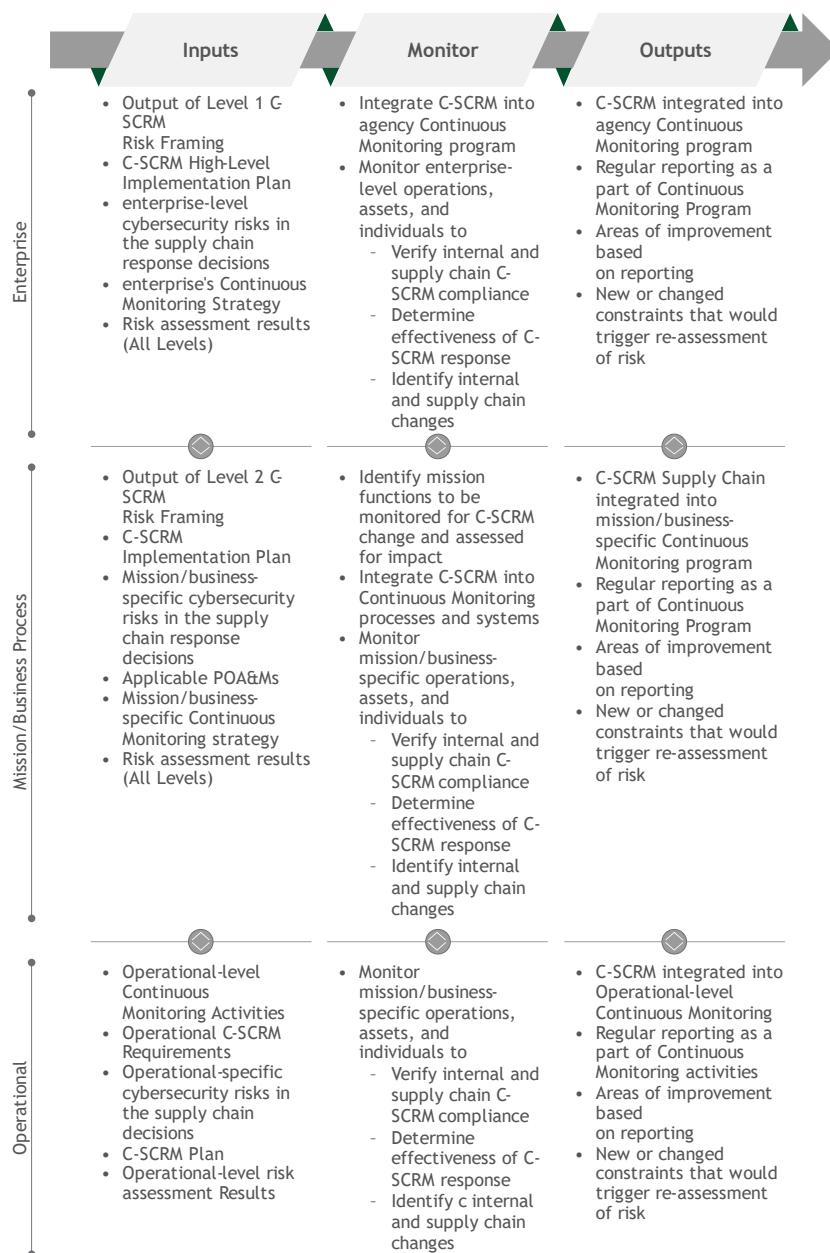 Inputs
Monitor
Outputs
Enterprise
• Output of Level 1 C-
SCRM
Risk Framing
• C-SCRM High-Level
Implementation Plan
• enterprise-level
cybersecurity risks in
the supply chain
response decisions
• enterprise's Continuous
Monitoring Strategy
• Risk assessment results
(All Levels)
• Integrate C-SCRM into
agency Continuous
Monitoring program
• Monitor enterprise-
level operations,
assets, and
individuals to
– Verify internal and
supply chain C-
SCRM compliance
– Determine
effectiveness of C-
SCRM response
– Identify internal
and supply chain
changes
• C-SCRM integrated into
agency Continuous
Monitoring program
• Regular reporting as a
part of Continuous
Monitoring Program
• Areas of improvement
based
on reporting
• New or changed
constraints that would
trigger re-assessment
of risk
Mission/Business Process
• Output of Level 2 C-
SCRM
Risk Framing
• C-SCRM
Implementation Plan
• Mission/business-
specific cybersecurity
risks in the supply
chain response
decisions
• Applicable POA&Ms
• Mission/business-
specific Continuous
Monitoring strategy
• Risk assessment results
(All Levels)
• Identify mission
functions to be
monitored for C-SCRM
change and assessed
for impact
• Integrate C-SCRM into
Continuous Monitoring
processes and systems
• Monitor
mission/business-
specific operations,
assets, and
individuals to
– Verify internal and
supply chain C-
SCRM compliance
– Determine
effectiveness of C-
SCRM response
– Identify internal
and supply chain
changes
• C-SCRM Supply Chain
integrated into
mission/business-
specific Continuous
Monitoring program
• Regular reporting as a
part of Continuous
Monitoring Program
• Areas of improvement
based
on reporting
• New or changed
constraints that would
trigger re-assessment
of risk
Operational
• Operational-level
Continuous
Monitoring Activities
• Operational C-SCRM
Requirements
• Operational-specific
cybersecurity risks in
the supply chain
decisions
• C-SCRM Plan
• Operational-level risk
assessment Results
• Monitor
mission/business-
specific operations,
assets, and
individuals to
– Verify internal and
supply chain C-
SCRM compliance
– Determine
effectiveness of C-
SCRM response
– Identify c internal
and supply chain
changes
• C-SCRM integrated into
Operational-level
Continuous Monitoring
• Regular reporting as a
part of Continuous
Monitoring activities
• Areas of improvement
based
on reporting
• New or changed
constraints that would
trigger re-assessment
of risk